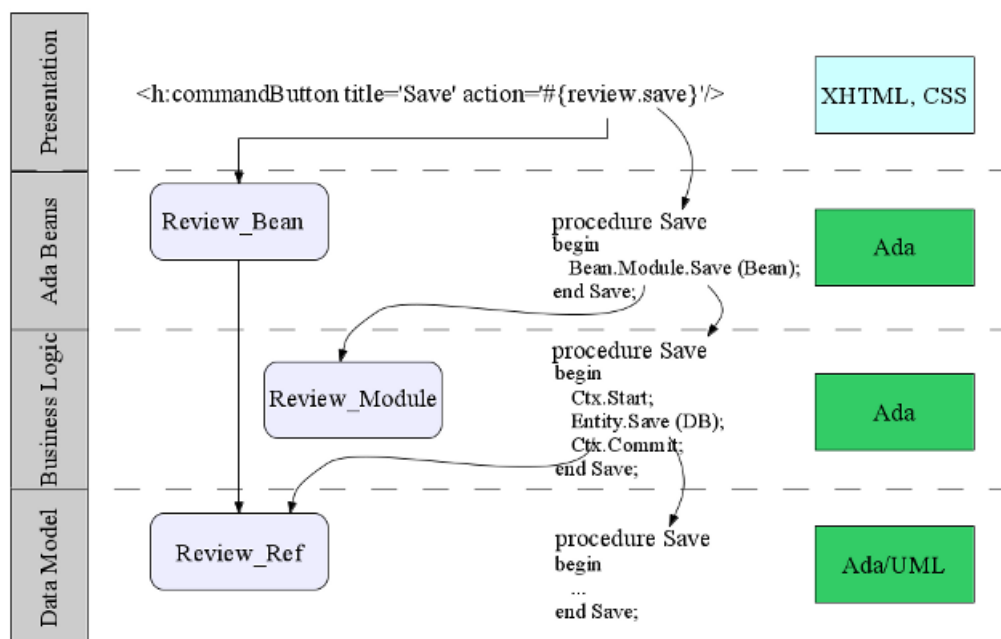 Presentation
<h:commandButton title='Save' action='#{review.save}'/>
XHTML, CSS
Ada Beans
Review_Bean
procedure Save
begin
Bean.Module.Save (Bean);
end Save;
Ada
Business Logic
Review_Module
procedure Save
begin
Ctx.Start;
Entity.Save (DB);
Ctx.Commit;
end Save;
Ada
Data Model
Review_Ref
procedure Save
begin
...
end Save;
Ada/UML